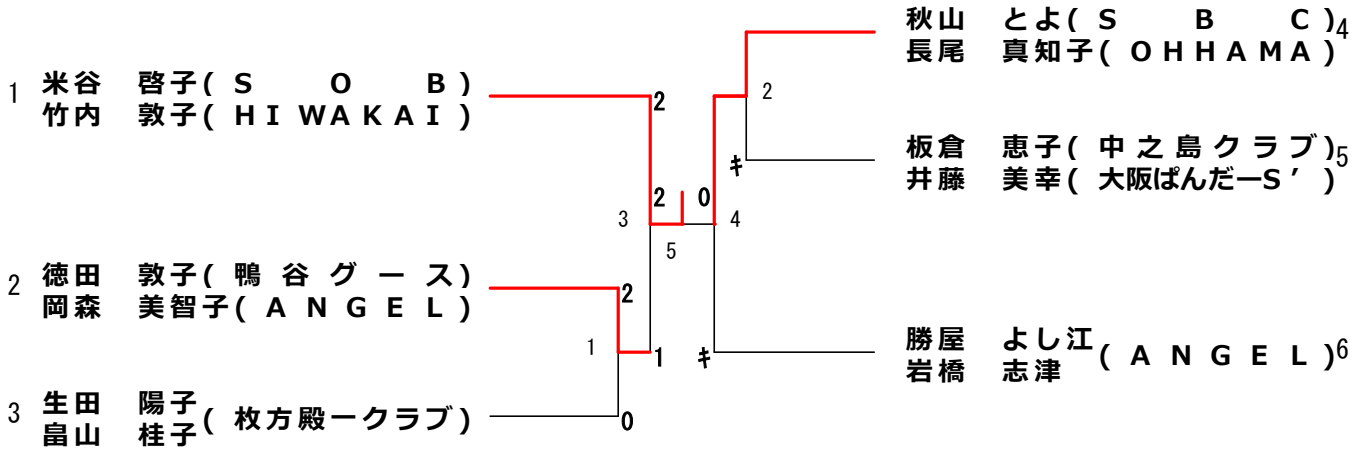 1 米谷 啓子( S O B )
竹内 敦子( HIWAKAI )
2 徳田 敦子( 鴨谷グース)
岡森 美智子( ANGEL )
3 生田 陽子
畠山 桂子
( 枚方殿一クラブ )
2
2
3
2
1
1
0
5
0
4
キ
2
キ
秋山 とよ( S B C ) 4
長尾 真知子( OHHAMA )
板倉 恵子( 中之島クラブ) 5
井藤 美幸( 大阪ぱんだーS’ )
勝屋 よし江
岩橋 志津
( ANGEL ) 6